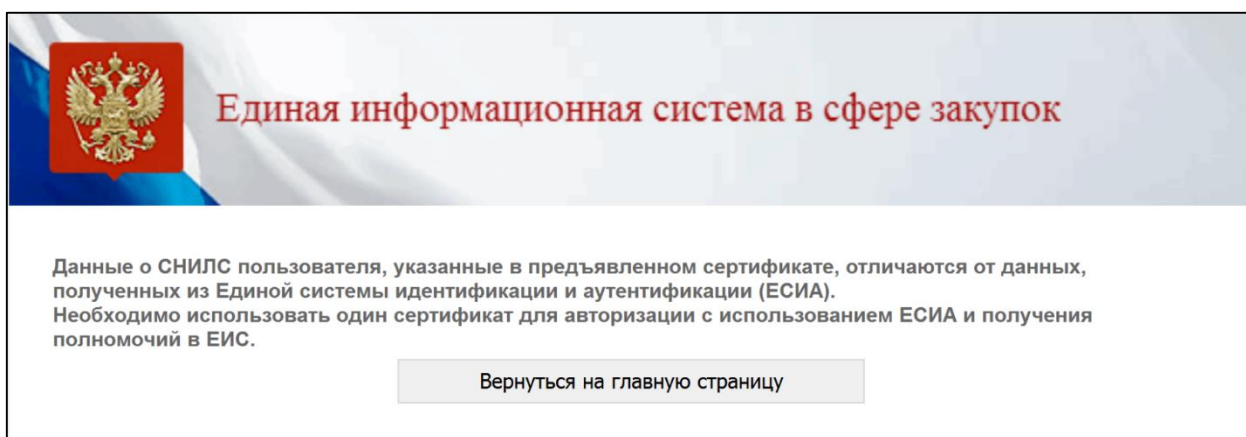 Единая информационная система в сфере закупок
Данные о СНИЛС пользователя, указанные в предъявленном сертификате, отличаются от данных,
полученных из Единой системы идентификации и аутентификации (ЕСИА).
Необходимо использовать один сертификат для авторизации с использованием ЕСИА и получения
полномочий в ЕИС.
Вернуться на главную страницу